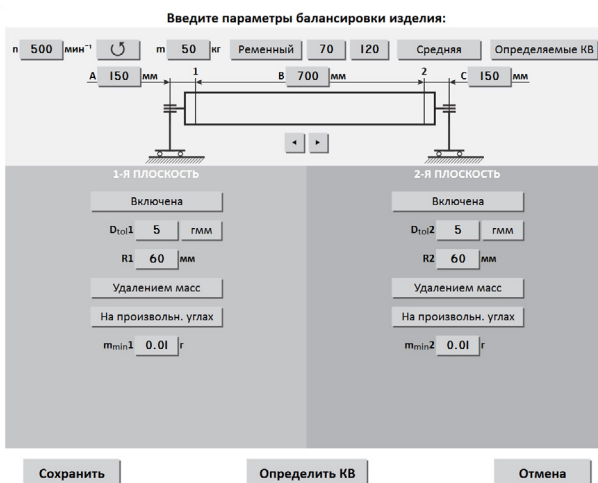 Введите параметры балансировки изделия:
n 500 мин⁻¹ m 50 кг Ременный 70 120 Средняя Определяемые КВ
A 150 мм 1 B 700 мм 2 C 150 мм
1-Я ПЛОСКОСТЬ 2-Я ПЛОСКОСТЬ
Включена Включена
Dtol1 5 гмм Dtol2 5 гмм
R1 60 мм R2 60 мм
Удалением масс Удалением масс
На произвольн. углах На произвольн. углах
mmin1 0.01 г mmin2 0.01 г
Сохранить Определить КВ Отмена